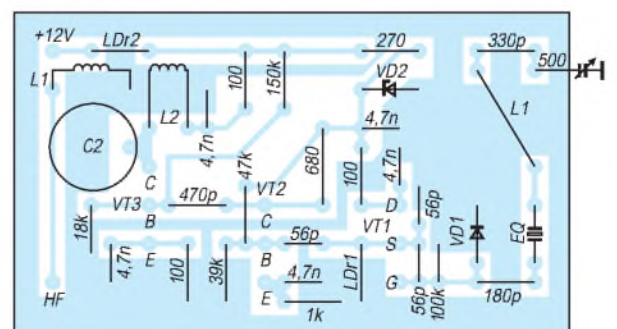 +12V
LDr2
270
330p
500
L1
L2
100
150k
VD2
L1
C2
4,7n
4,7n
C
47k
680
100
4,7n
470p
VT3
VT2
D
56p
18k
B
C
VT1
S
VD1
EQ
56p
4,7n
E
100
39k
B
LDr1
4,7n
G
56p
100k
180p
E
HF
1k